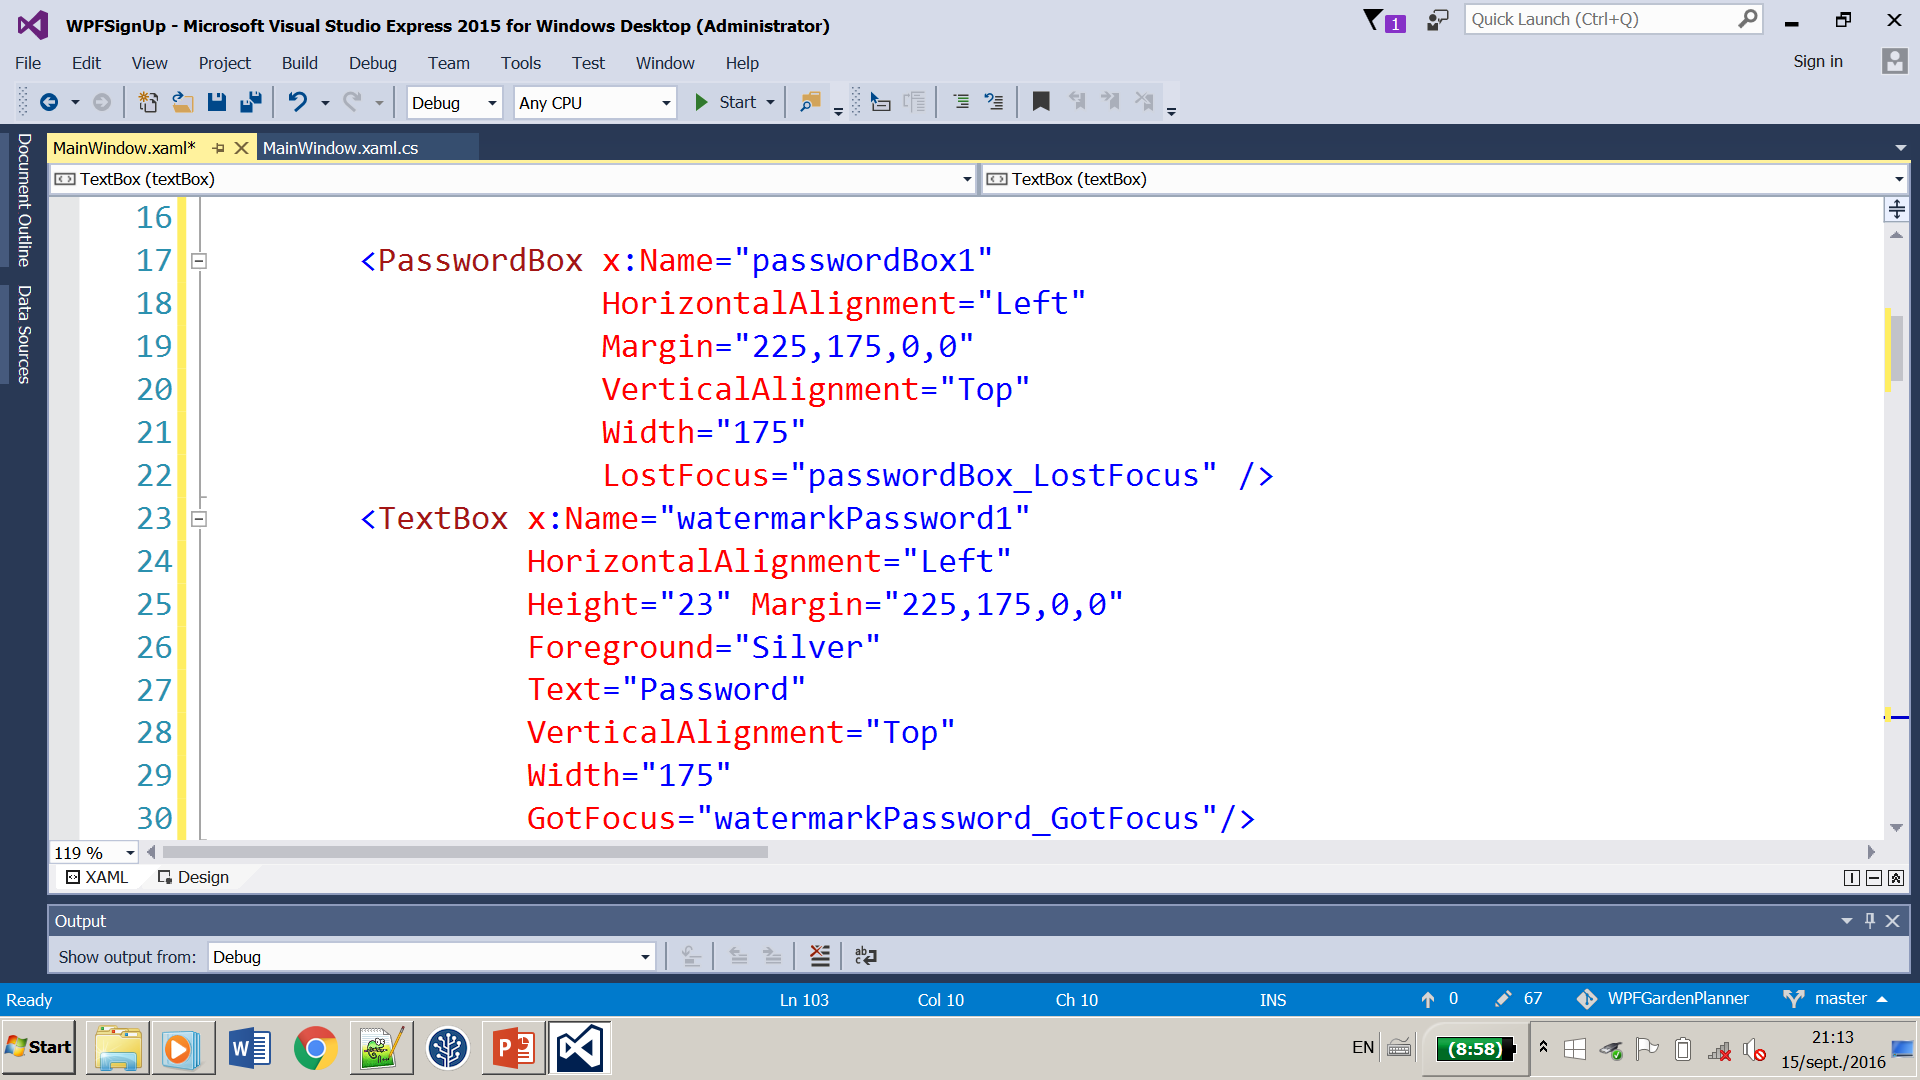 WPFSignUp - Microsoft Visual Studio Express 2015 for Windows Desktop (Administrator)
1
Quick Launch (Ctrl+Q)
File Edit View Project Build Debug Team Tools Test Window Help
Sign in
Debug Any CPU Start
Document Outline
Data Sources
MainWindow.xaml* MainWindow.xaml.cs
TextBox (textBox) TextBox (textBox)
16
17 <PasswordBox x:Name="passwordBox1"
18 HorizontalAlignment="Left"
19 Margin="225,175,0,0"
20 VerticalAlignment="Top"
21 Width="175"
22 LostFocus="passwordBox_LostFocus" />
23 <TextBox x:Name="watermarkPassword1"
24 HorizontalAlignment="Left"
25 Height="23" Margin="225,175,0,0"
26 Foreground="Silver"
27 Text="Password"
28 VerticalAlignment="Top"
29 Width="175"
30 GotFocus="watermarkPassword_GotFocus"/>
119 %
XAML Design
Output
Show output from: Debug
Ready Ln 103 Col 10 Ch 10 INS 0 67 WPFGardenPlanner master
Start EN (8:58) 21:13
15/sept./2016